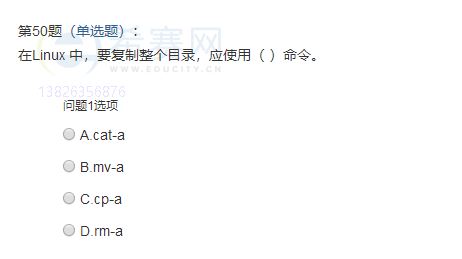 第50题（单选题）：
在Linux 中，要复制整个目录，应使用（ ）命令。
希赛网
WWW.EDUCITY.CN
13826356876
问题1选项
A.cat-a
B.mv-a
C.cp-a
D.rm-a